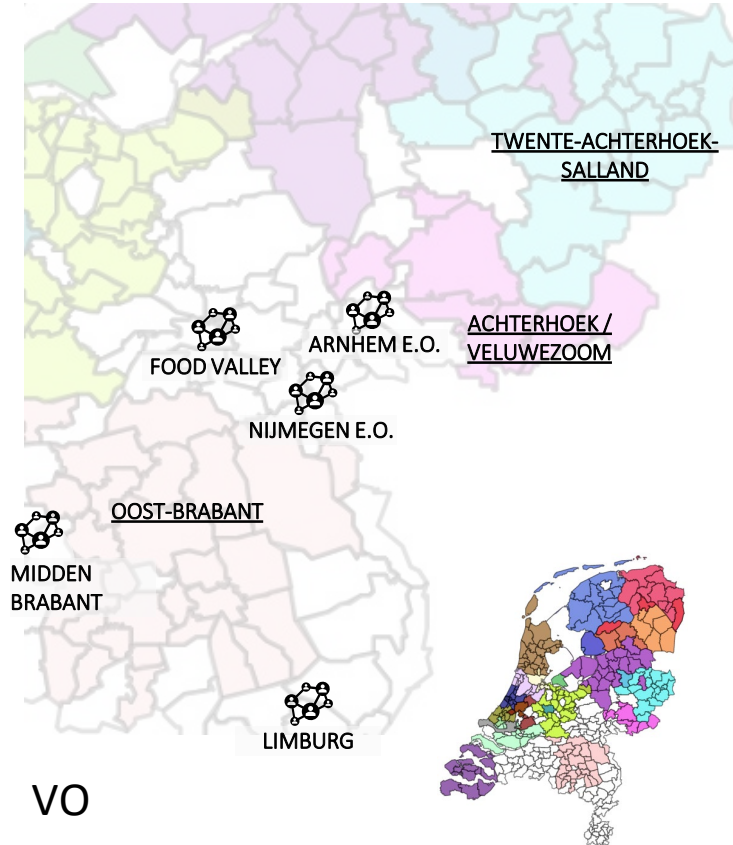 TWENTE-ACHTERHOEK-
SALLAND
ACHTERHOEK /
VELUWEZOOM
ARNHEM E.O.
FOOD VALLEY
NIJMEGEN E.O.
OOST-BRABANT
MIDDEN
BRABANT
LIMBURG
VO